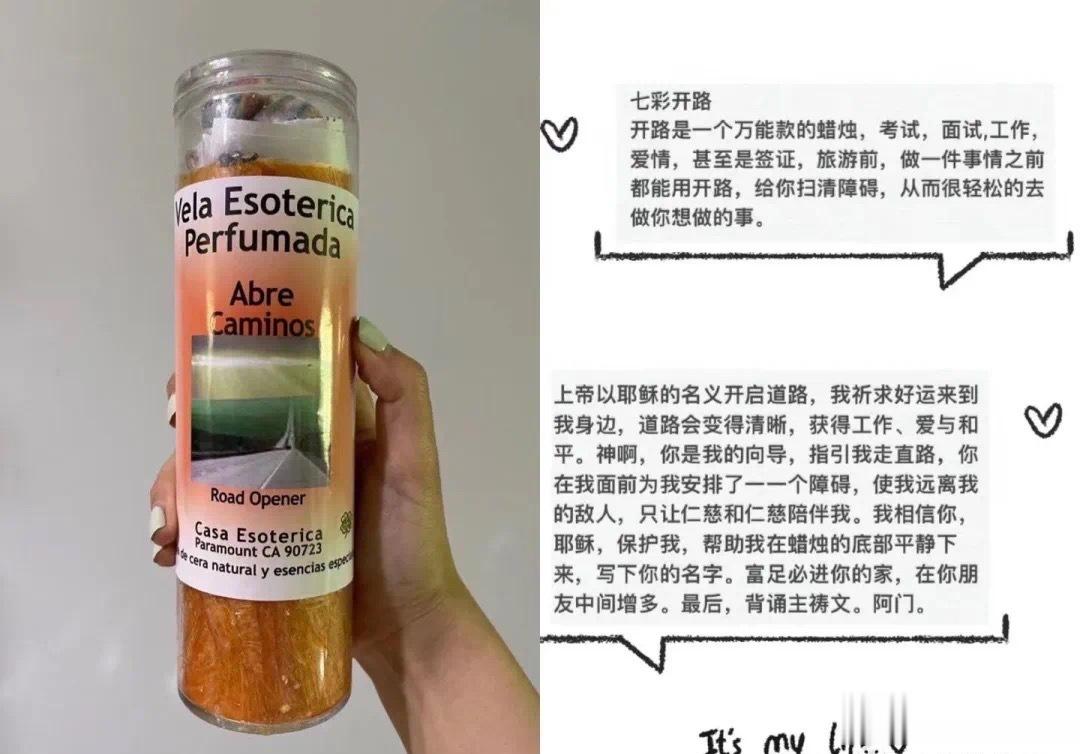 Vela Esoterica
Perfumada
Abre
Caminos
Road Opener
Casa Esoterica
Paramount CA 90723
de cera natural y esencias
七彩开路
开路是一个万能款的蜡烛，考试，面试,工作，
爱情，甚至是签证，旅游前，做一件事情之前
都能用开路，给你扫清障碍，从而很轻松的去
做你想做的事。
上帝以耶稣的名义开启道路，我祈求好运来到
我身边，道路会变得清晰，获得工作、爱与和
平。神啊，你是我的向导，指引我走直路，你
在我面前为我安排了一一个障碍，使我远离我
的敌人，只让仁慈和仁慈陪伴我。我相信你，
耶稣，保护我，帮助我在蜡烛的底部平静下
来，写下你的名字。富足必进你的家，在你朋
友中间增多。最后，背诵主祷文。阿门。
It's my